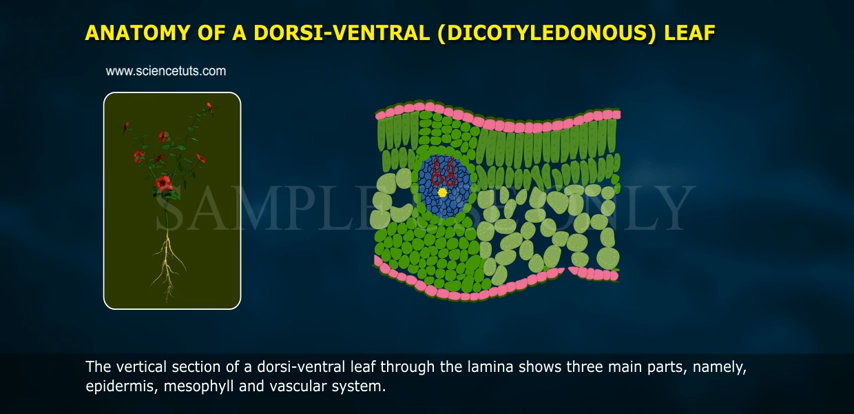 ANATOMY OF A DORSI-VENTRAL (DICOTYLEDONOUS) LEAF
www.sciencetuts.com
SAMPLE USE ONLY
The vertical section of a dorsi-ventral leaf through the lamina shows three main parts, namely,
epidermis, mesophyll and vascular system.